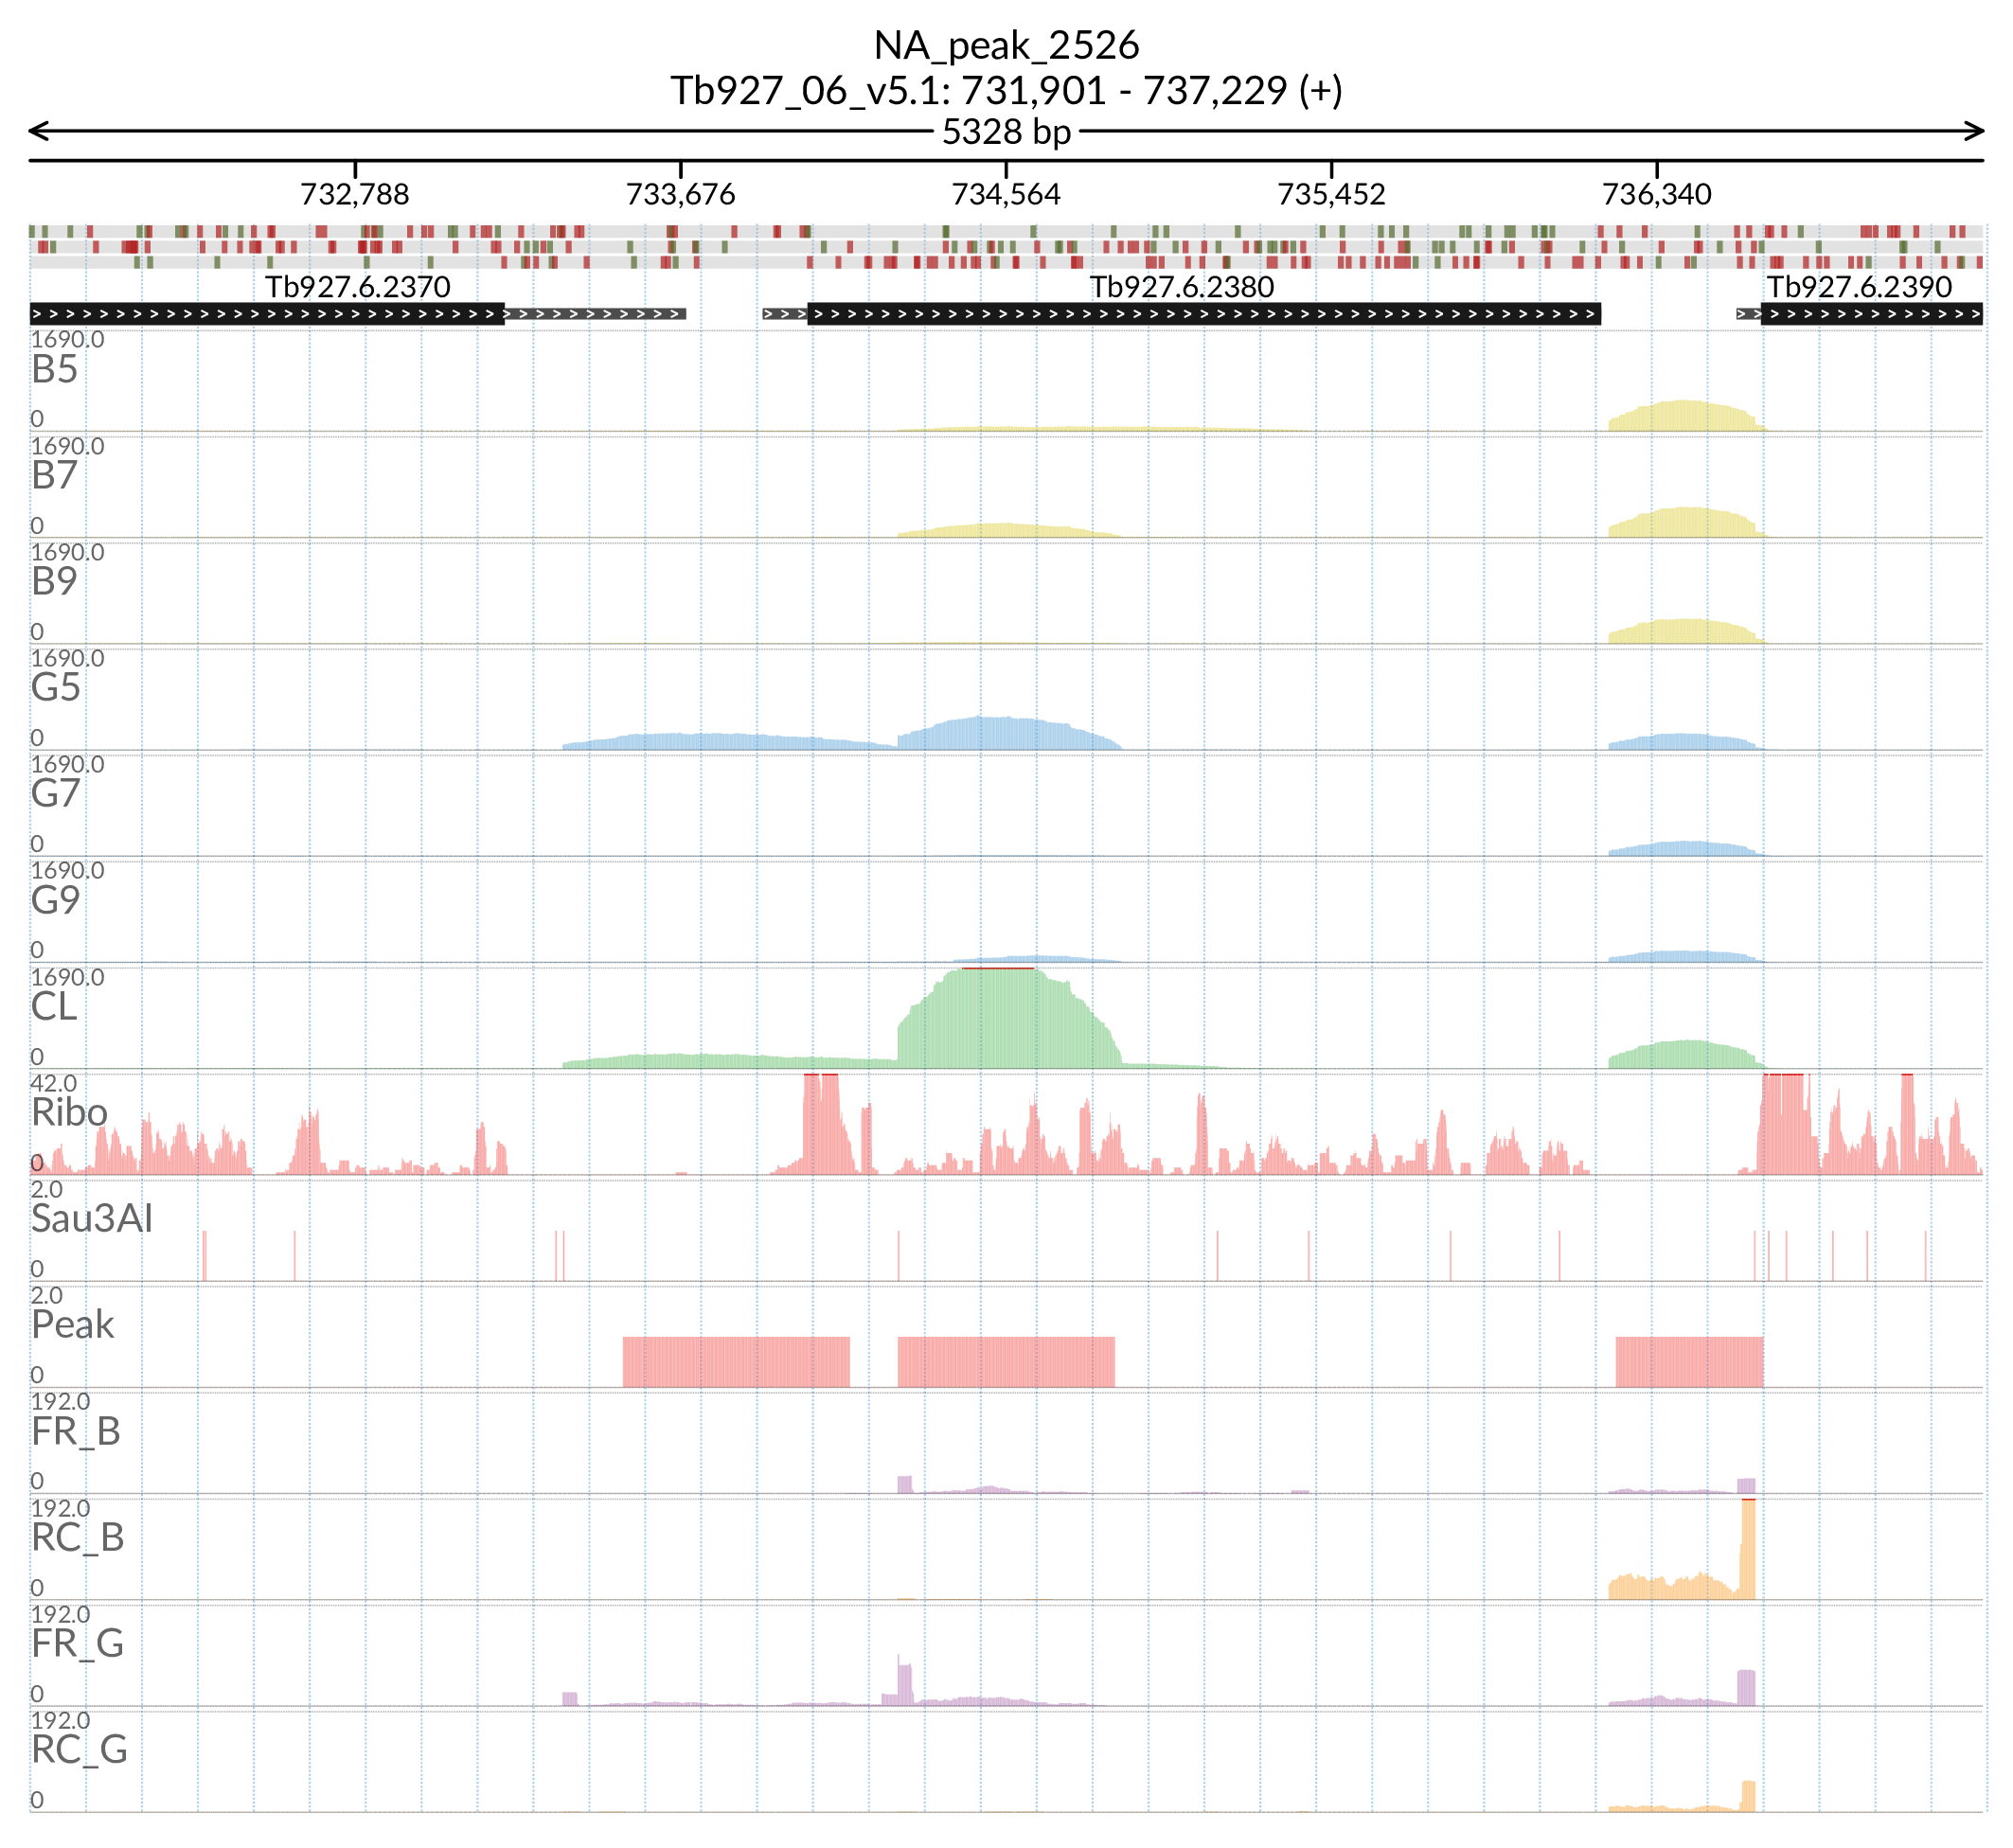 NA_peak_2526
Tb927_06_v5.1: 731,901 - 737,229 (+)
5328 bp
732,788 733,676 734,564 735,452 736,340
Tb927.6.2370 Tb927.6.2380 Tb927.6.2390
1690.0
B5
0
1690.0
B7
0
1690.0
B9
0
1690.0
G5
0
1690.0
G7
0
1690.0
G9
0
1690.0
CL
0
42.0
Ribo
0
2.0
Sau3AI
0
2.0
Peak
0
192.0
FR_B
0
192.0
RC_B
0
192.0
FR_G
0
192.0
RC_G
0